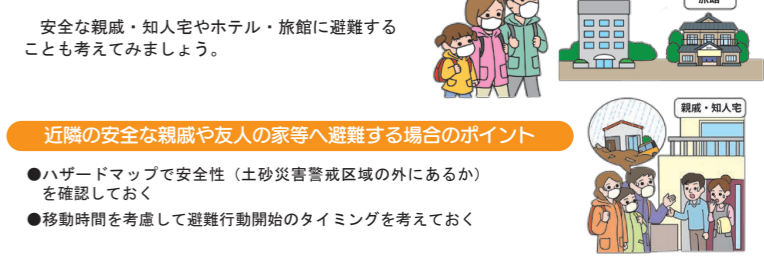 旅館
安全な親戚・知人宅やホテル・旅館に避難する
ことも考えてみましょう。
親戚・知人宅
近隣の安全な親戚や友人の家等へ避難する場合のポイント
●ハザードマップで安全性（土砂災害警戒区域の外にあるか）
を確認しておく
●移動時間を考慮して避難行動開始のタイミングを考えておく